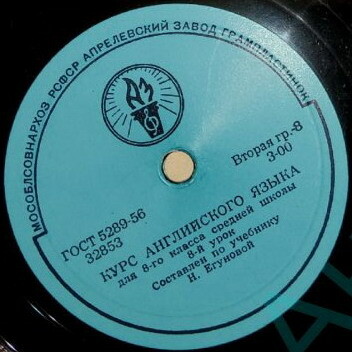 МОСОБЛСОВНАРХОЗ РСФСР АПРЕЛЕВСКИЙ ЗАВОД ГРАМПЛАСТИНОК
АЗ
ГОСТ 5289-56
32853
Вторая гр-8
3-00
КУРС АНГЛИЙСКОГО ЯЗЫКА
для 8-го класса средней школы
8-й урок
Составлен по учебнику
Н. Егуновой